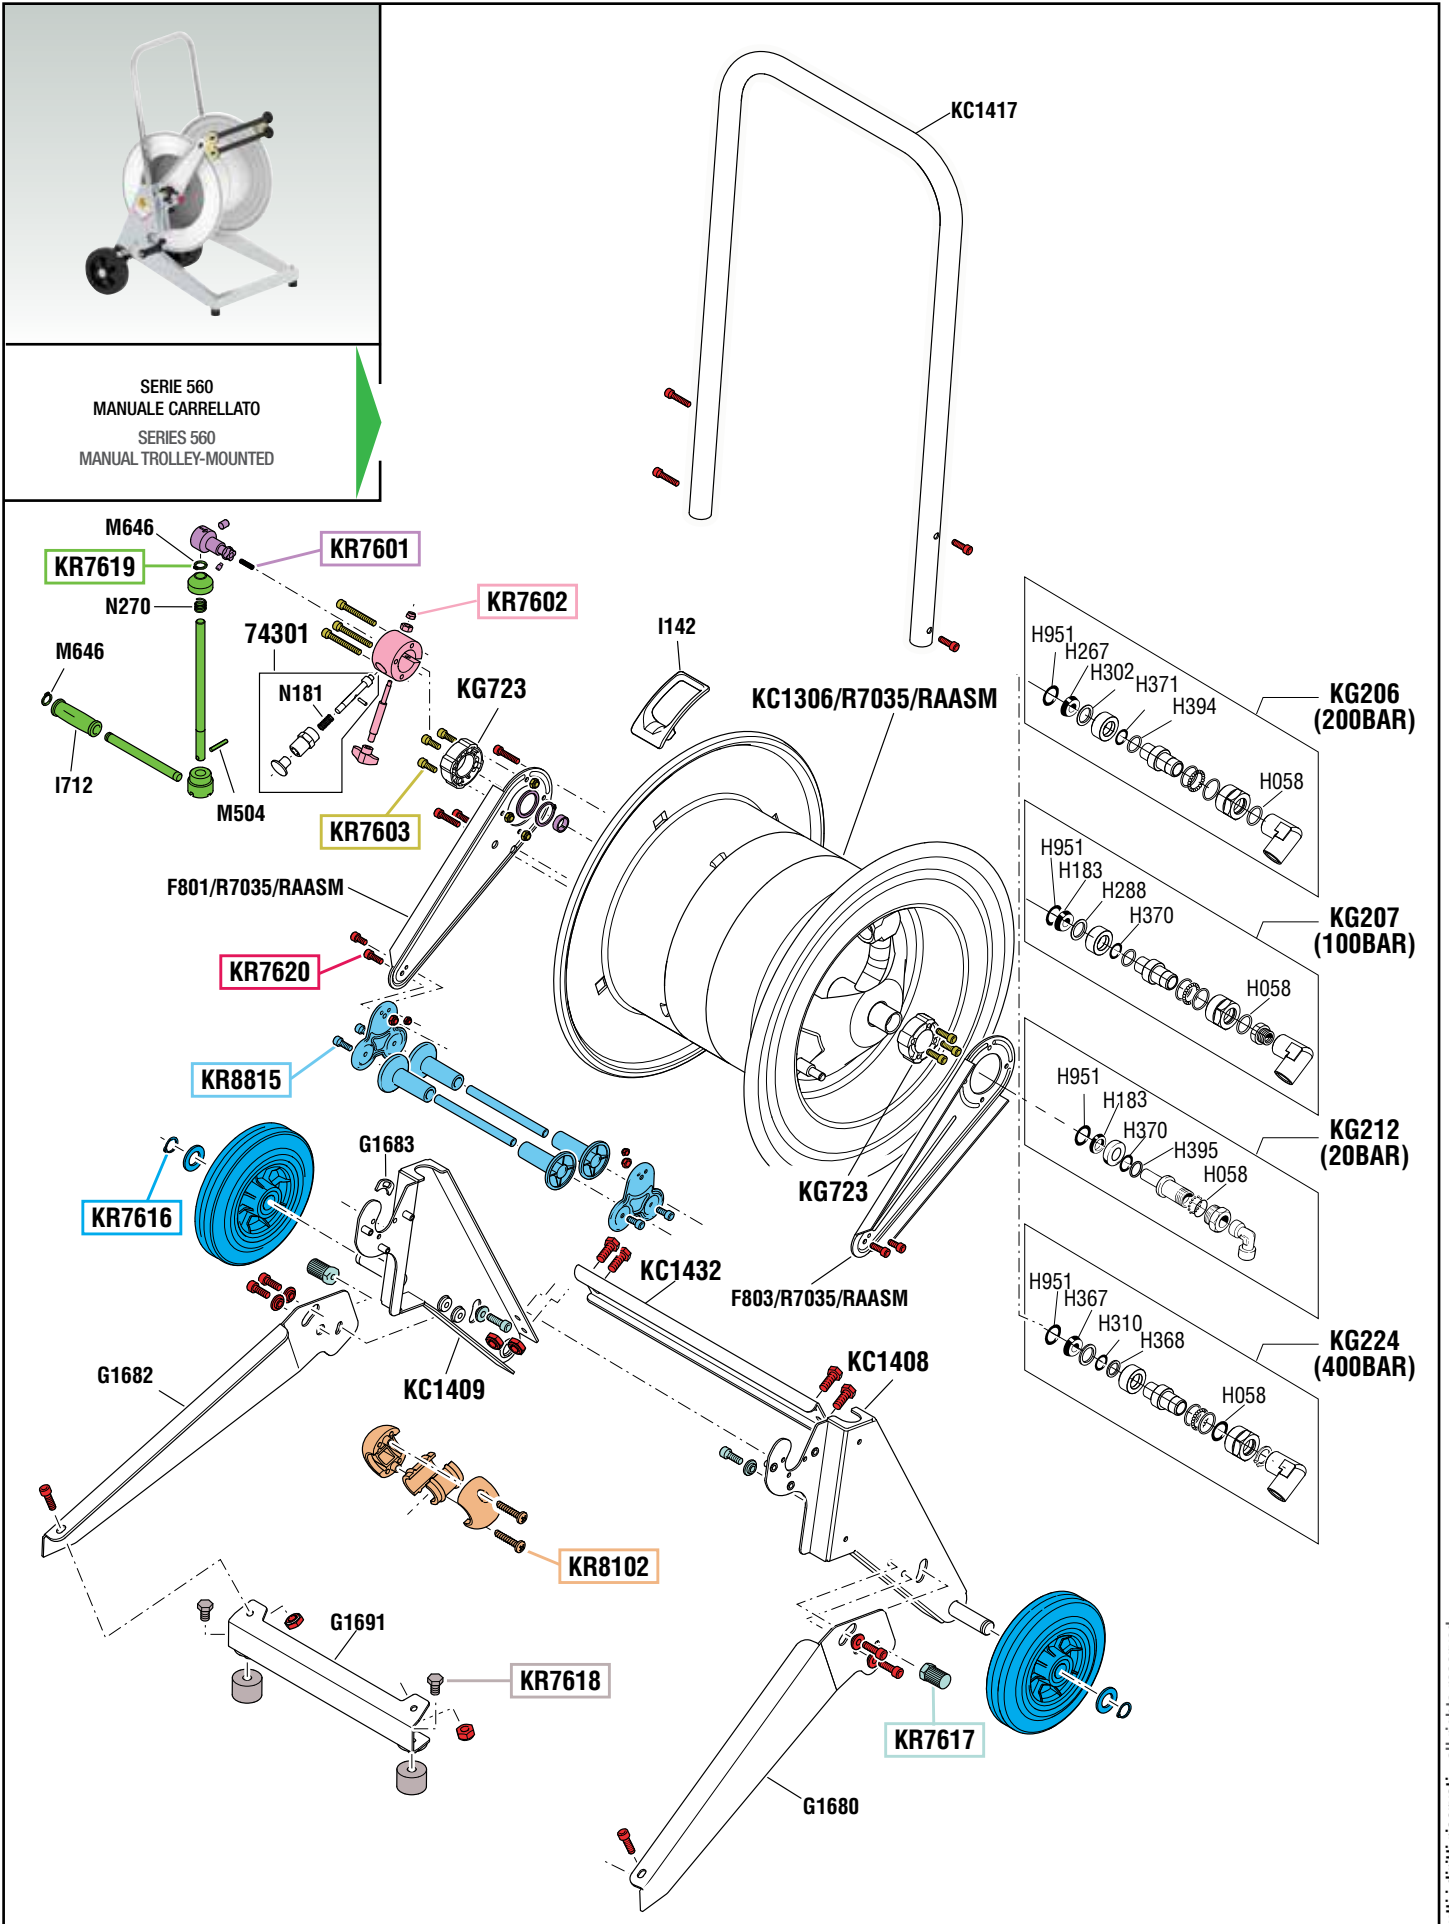 SERIE 560
MANUALE CARRELLATO
SERIES 560
MANUAL TROLLEY-MOUNTED
KC1417
M646
KR7619
KR7601
N270
KR7602
74301
M646
N181
KG723
I712
M504
KR7603
I142
KC1306/R7035/RAASM
F801/R7035/RAASM
KR7620
KR8815
H951
H267
H302
H371
H394
H058
KG206
(200BAR)
H951
H183
H288
H370
H058
KG207
(100BAR)
H951
H183
H370
H395
H058
KG212
(20BAR)
H951
H367
H310
H368
H058
KG224
(400BAR)
G1683
KR7616
KG723
KC1432
F803/R7035/RAASM
G1682
KC1409
KC1408
KR8102
G1691
KR7618
KR7617
G1680